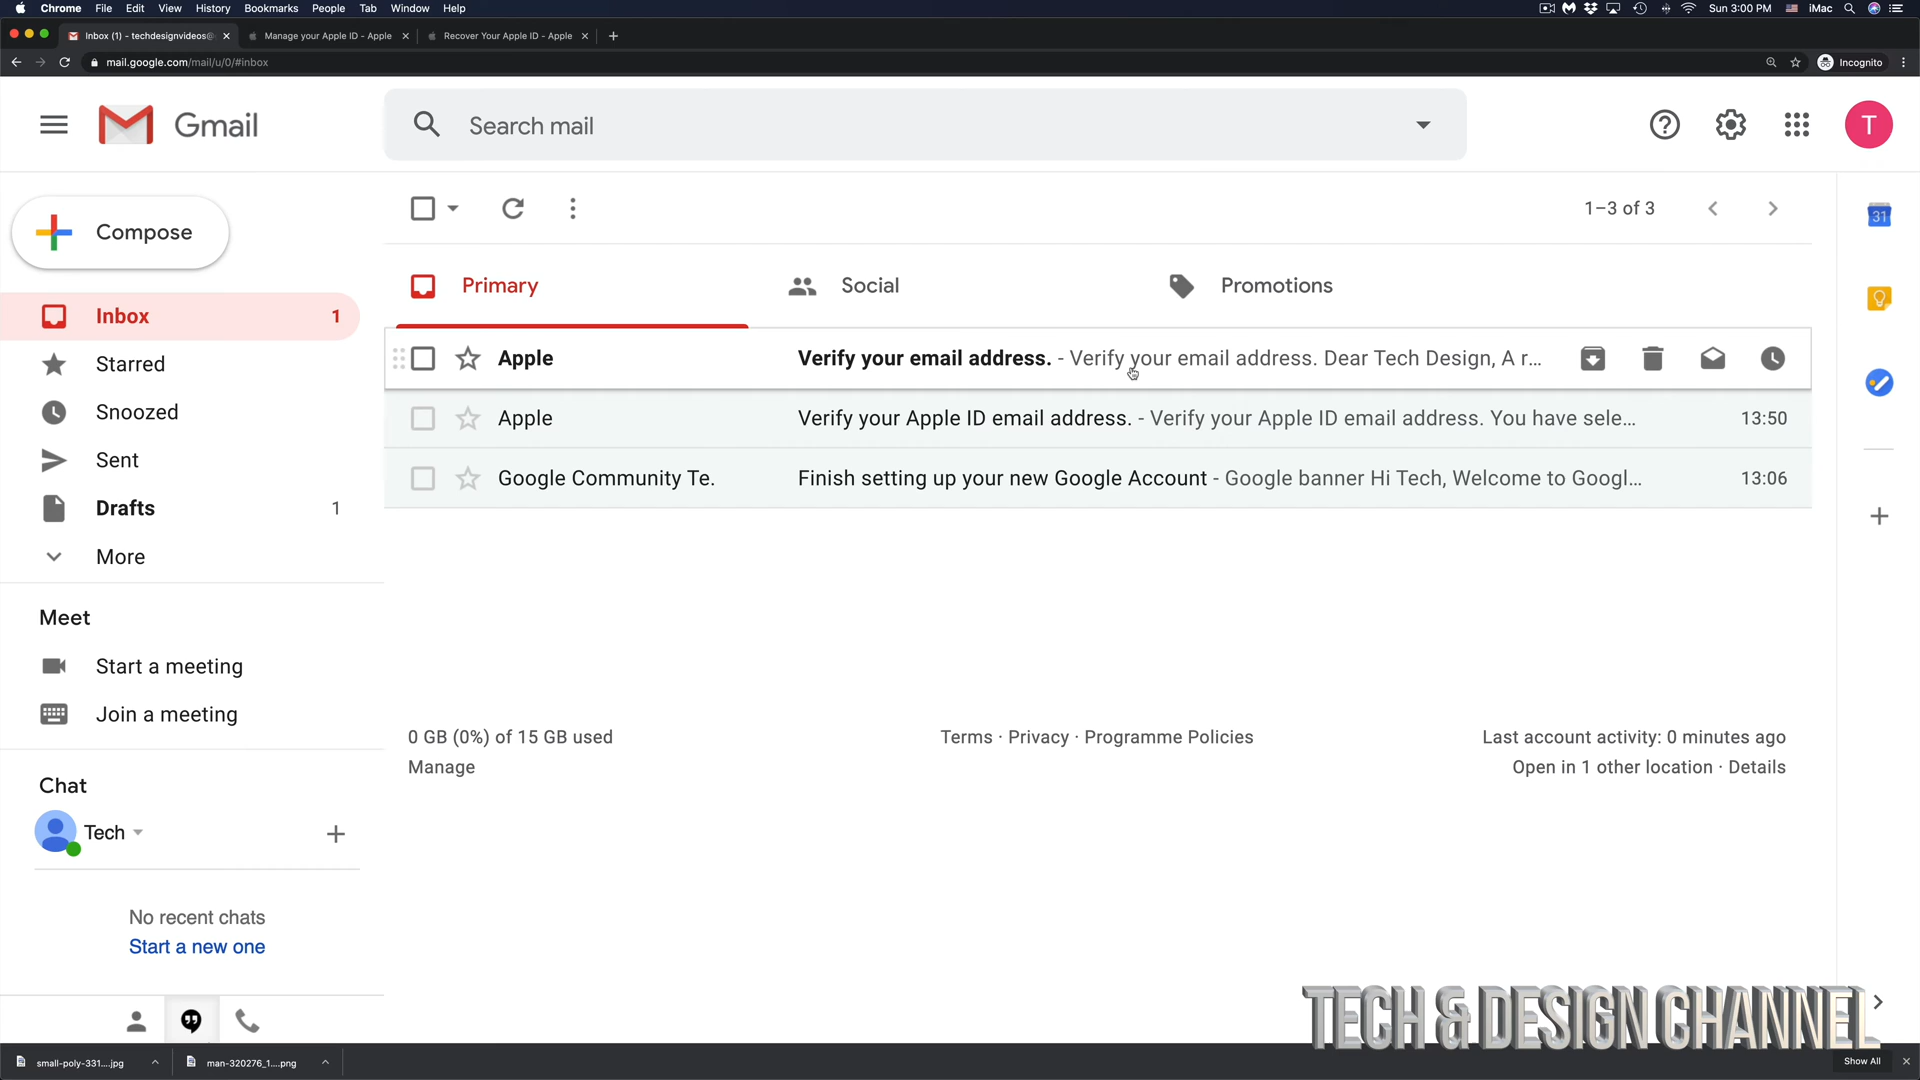 Chrome File Edit View History Bookmarks People Tab Window Help Sun 3:00 PM iMac
Inbox (1) - techdesignvideos@ Manage your Apple ID - Apple Recover Your Apple ID - Apple
mail.google.com/mail/u/0/#inbox Incognito
Gmail Search mail T
Compose
1–3 of 3
31
Primary Social Promotions
Inbox 1
Starred
Snoozed
Sent
Drafts 1
More
Apple Verify your email address. - Verify your email address. Dear Tech Design, A r...
Apple Verify your Apple ID email address. - Verify your Apple ID email address. You have sele... 13:50
Google Community Te. Finish setting up your new Google Account - Google banner Hi Tech, Welcome to Googl... 13:06
Meet
Start a meeting
Join a meeting
0 GB (0%) of 15 GB used Terms · Privacy · Programme Policies Last account activity: 0 minutes ago
Manage Open in 1 other location · Details
Chat
Tech
No recent chats
Start a new one
TECH & DESIGN CHANNEL
small-poly-331....jpg man-320276_1....png Show All